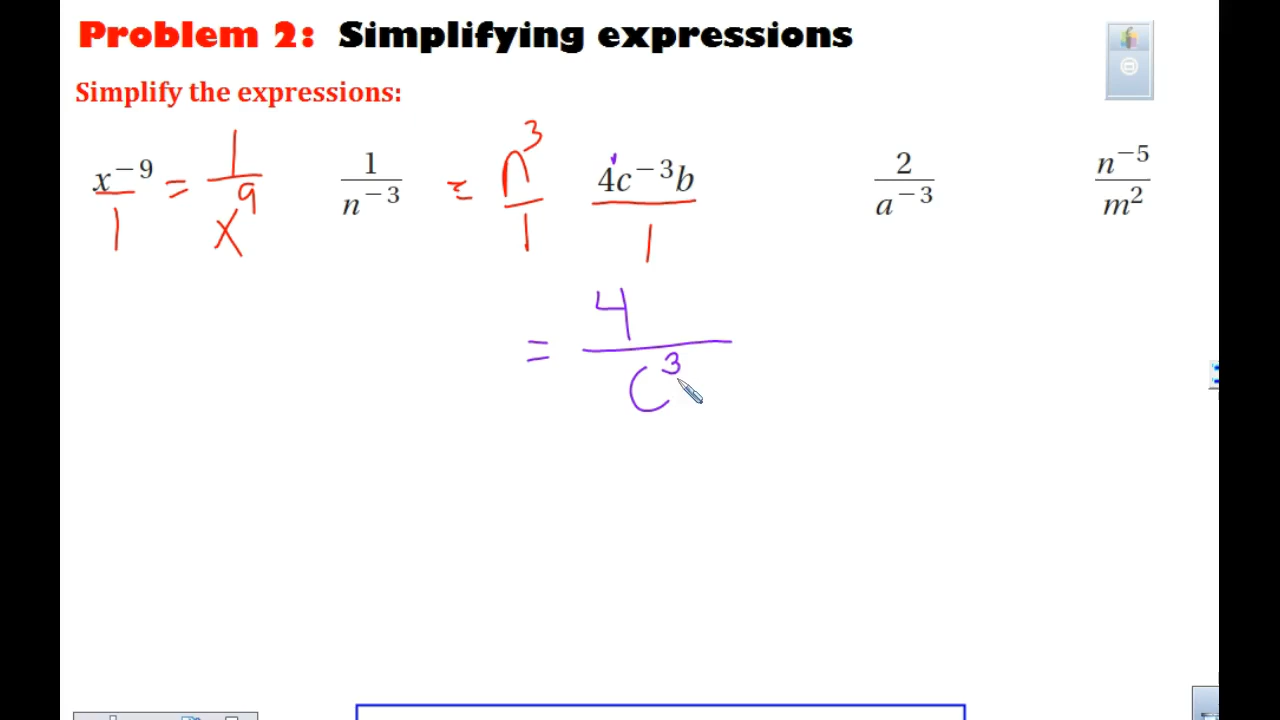 Problem 2: Simplifying expressions
Simplify the expressions:
x⁻⁹/1 = 1/x⁹ 1/n⁻³ = n³/1 4c⁻³b/1 2/a⁻³ n⁻⁵/m²
= 4/c³